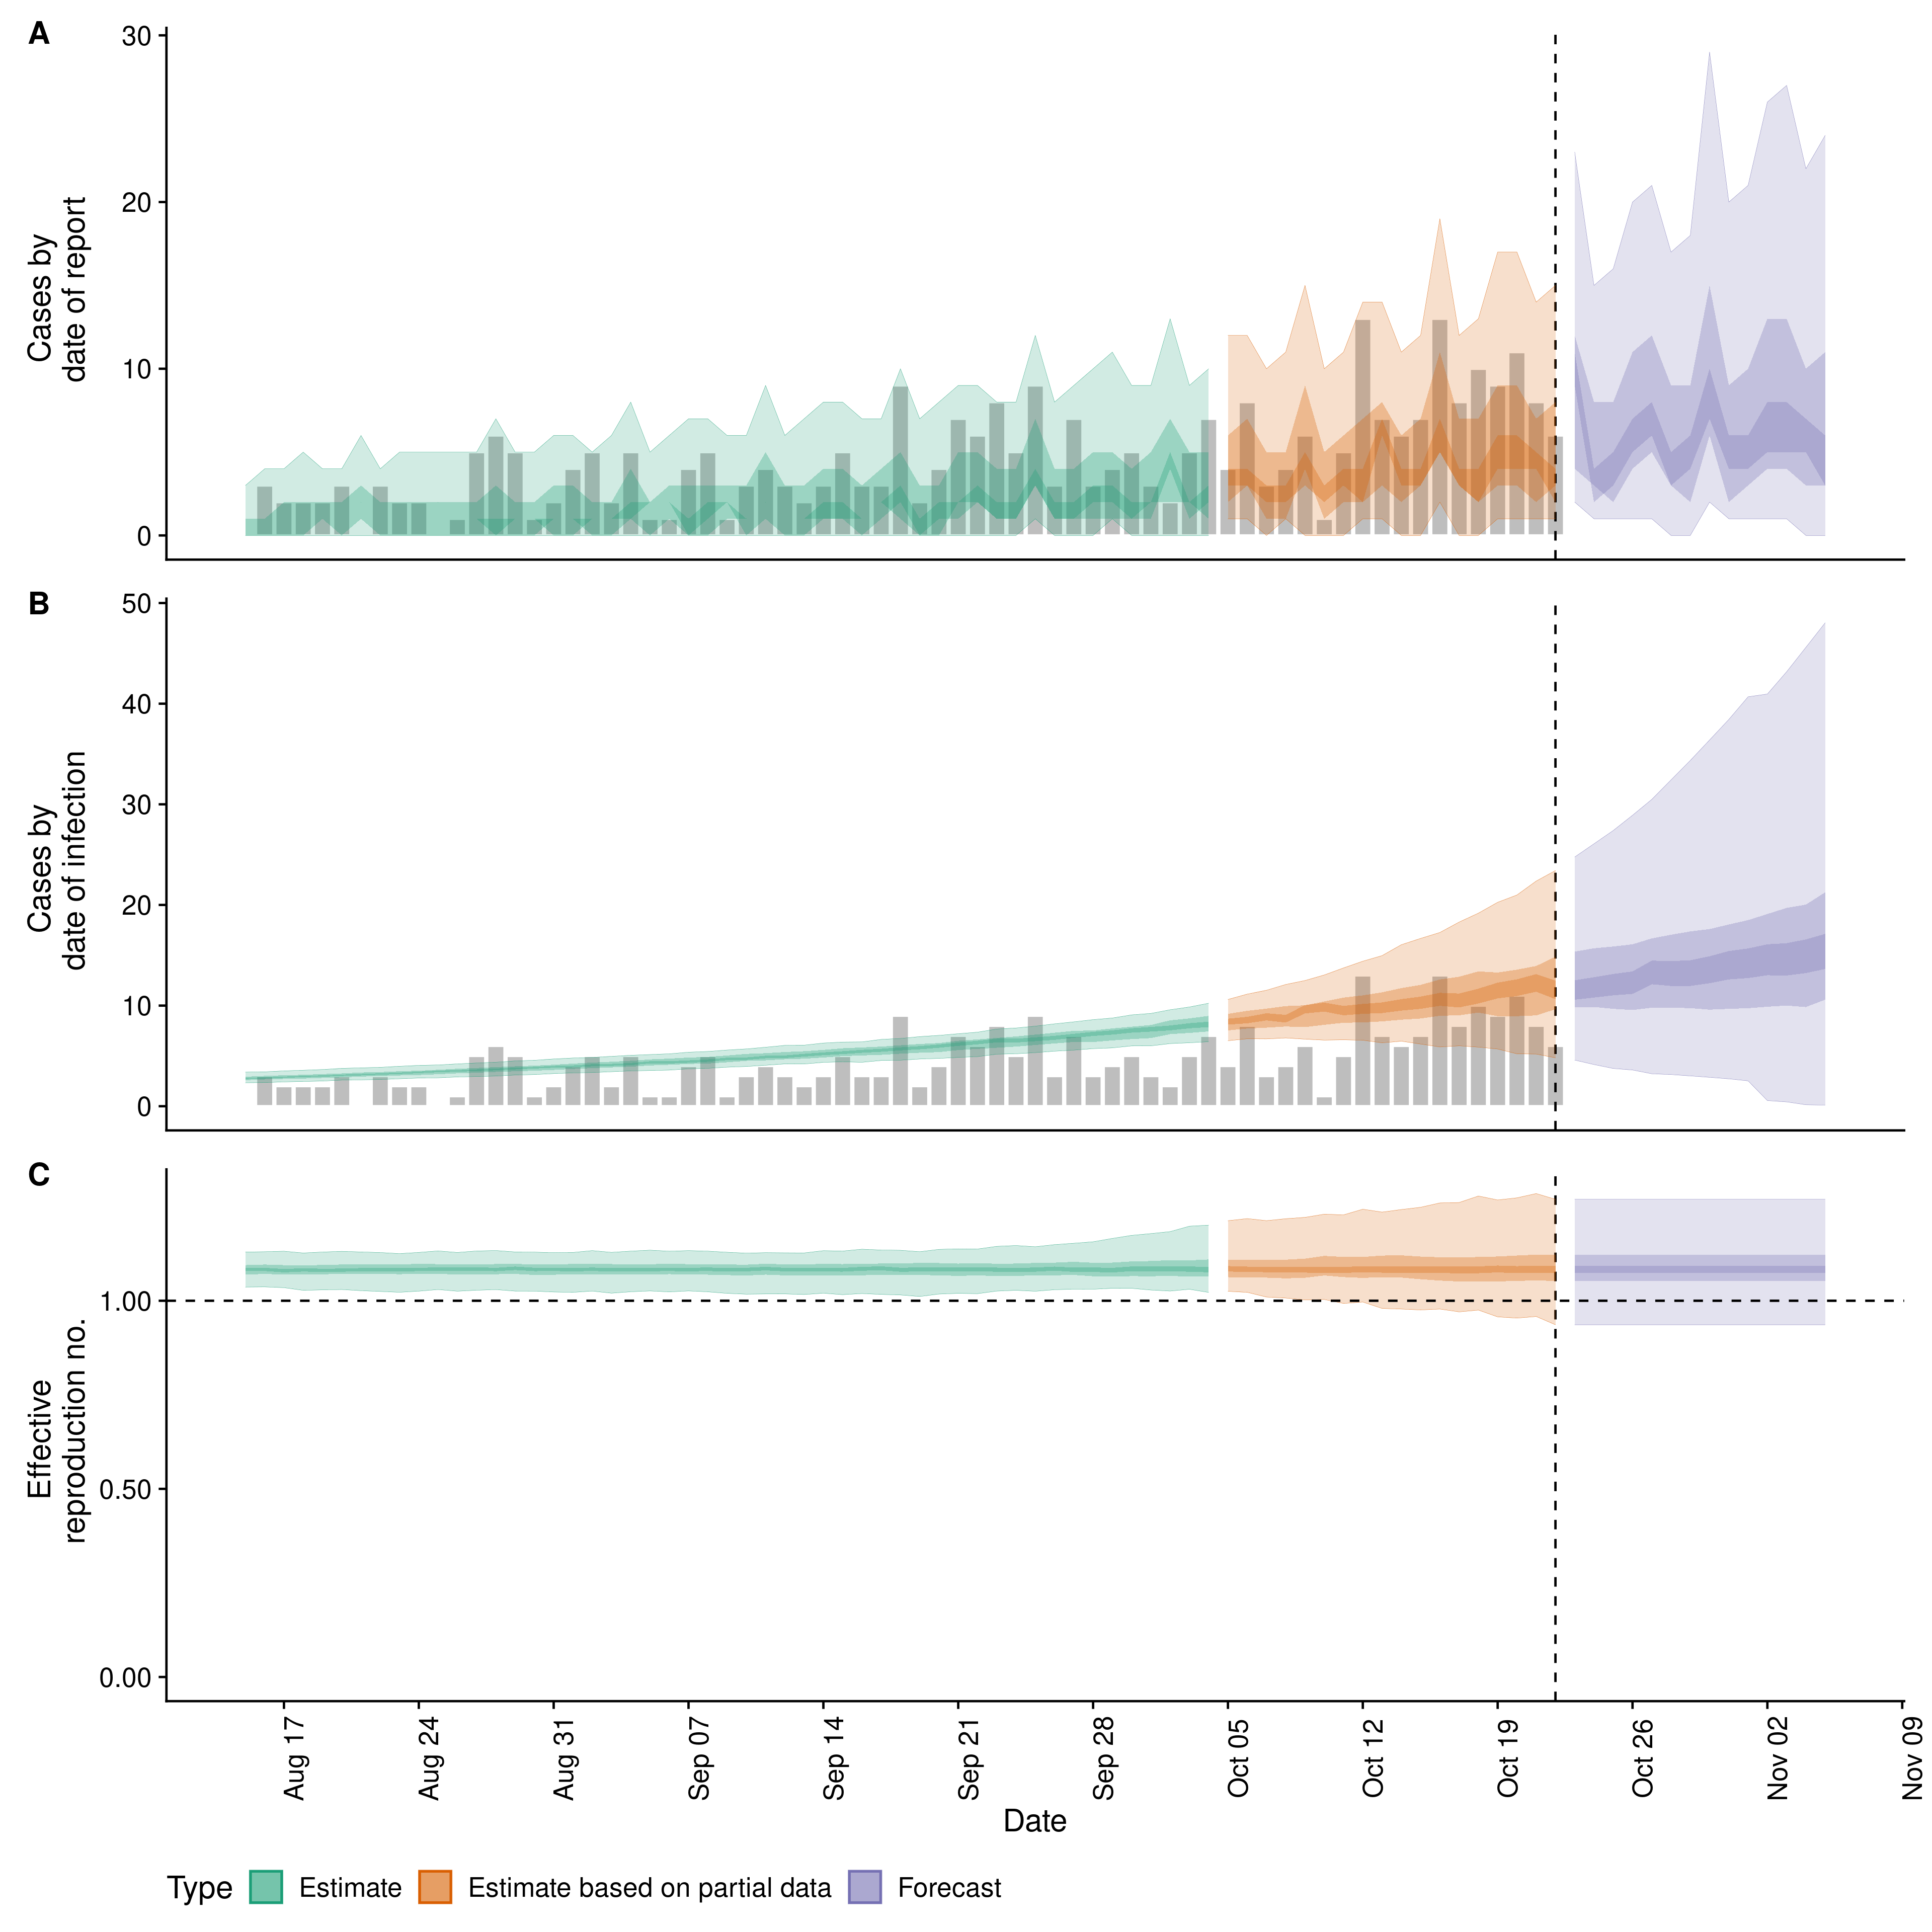 A
30
20
10
0
Cases by
date of report
B
50
40
30
20
10
0
Cases by
date of infection
C
1.00
0.50
0.00
Effective
reproduction no.
Aug 17
Aug 24
Aug 31
Sep 07
Sep 14
Sep 21
Sep 28
Oct 05
Oct 12
Oct 19
Oct 26
Nov 02
Nov 09
Date
Type Estimate Estimate based on partial data Forecast